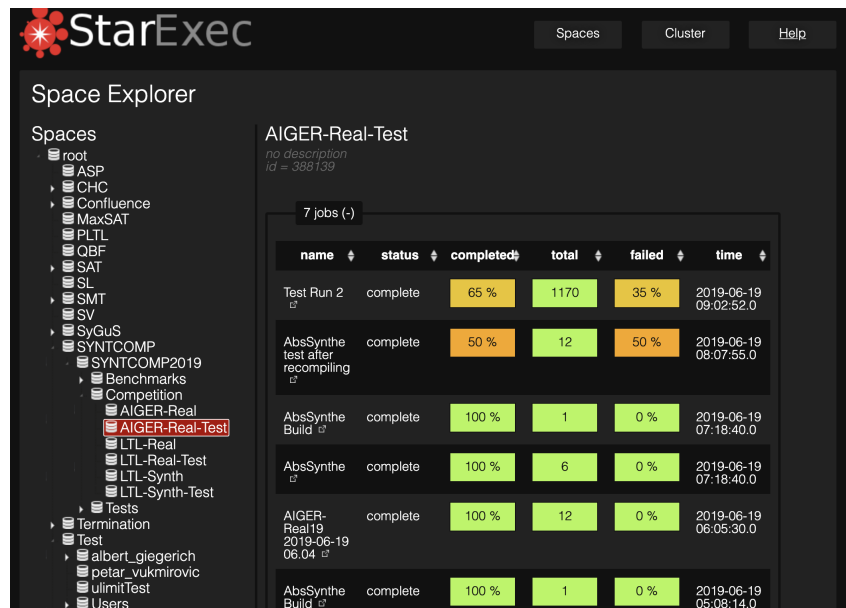 StarExec
Spaces
Cluster
Help
Space Explorer
Spaces
root
ASP
CHC
Confluence
MaxSAT
PLTL
QBF
SAT
SL
SMT
SV
SyGuS
SYNTCOMP
SYNTCOMP2019
Benchmarks
Competition
AIGER-Real
AIGER-Real-Test
LTL-Real
LTL-Real-Test
LTL-Synth
LTL-Synth-Test
Tests
Termination
Test
albert_giegerich
petar_vukmirovic
ulimitTest
Users
AIGER-Real-Test
no description
id = 388139
7 jobs (-)
name status completed total failed time
Test Run 2 complete 65 % 1170 35 % 2019-06-19
09:02:52.0
AbsSynthe complete 50 % 12 50 % 2019-06-19
test after 08:07:55.0
recompiling
AbsSynthe complete 100 % 1 0 % 2019-06-19
Build 07:18:40.0
AbsSynthe complete 100 % 6 0 % 2019-06-19
07:18:40.0
AIGER- complete 100 % 12 0 % 2019-06-19
Real19 06:05:30.0
2019-06-19
06.04
AbsSynthe complete 100 % 1 0 % 2019-06-19
Build 05:08:14.0